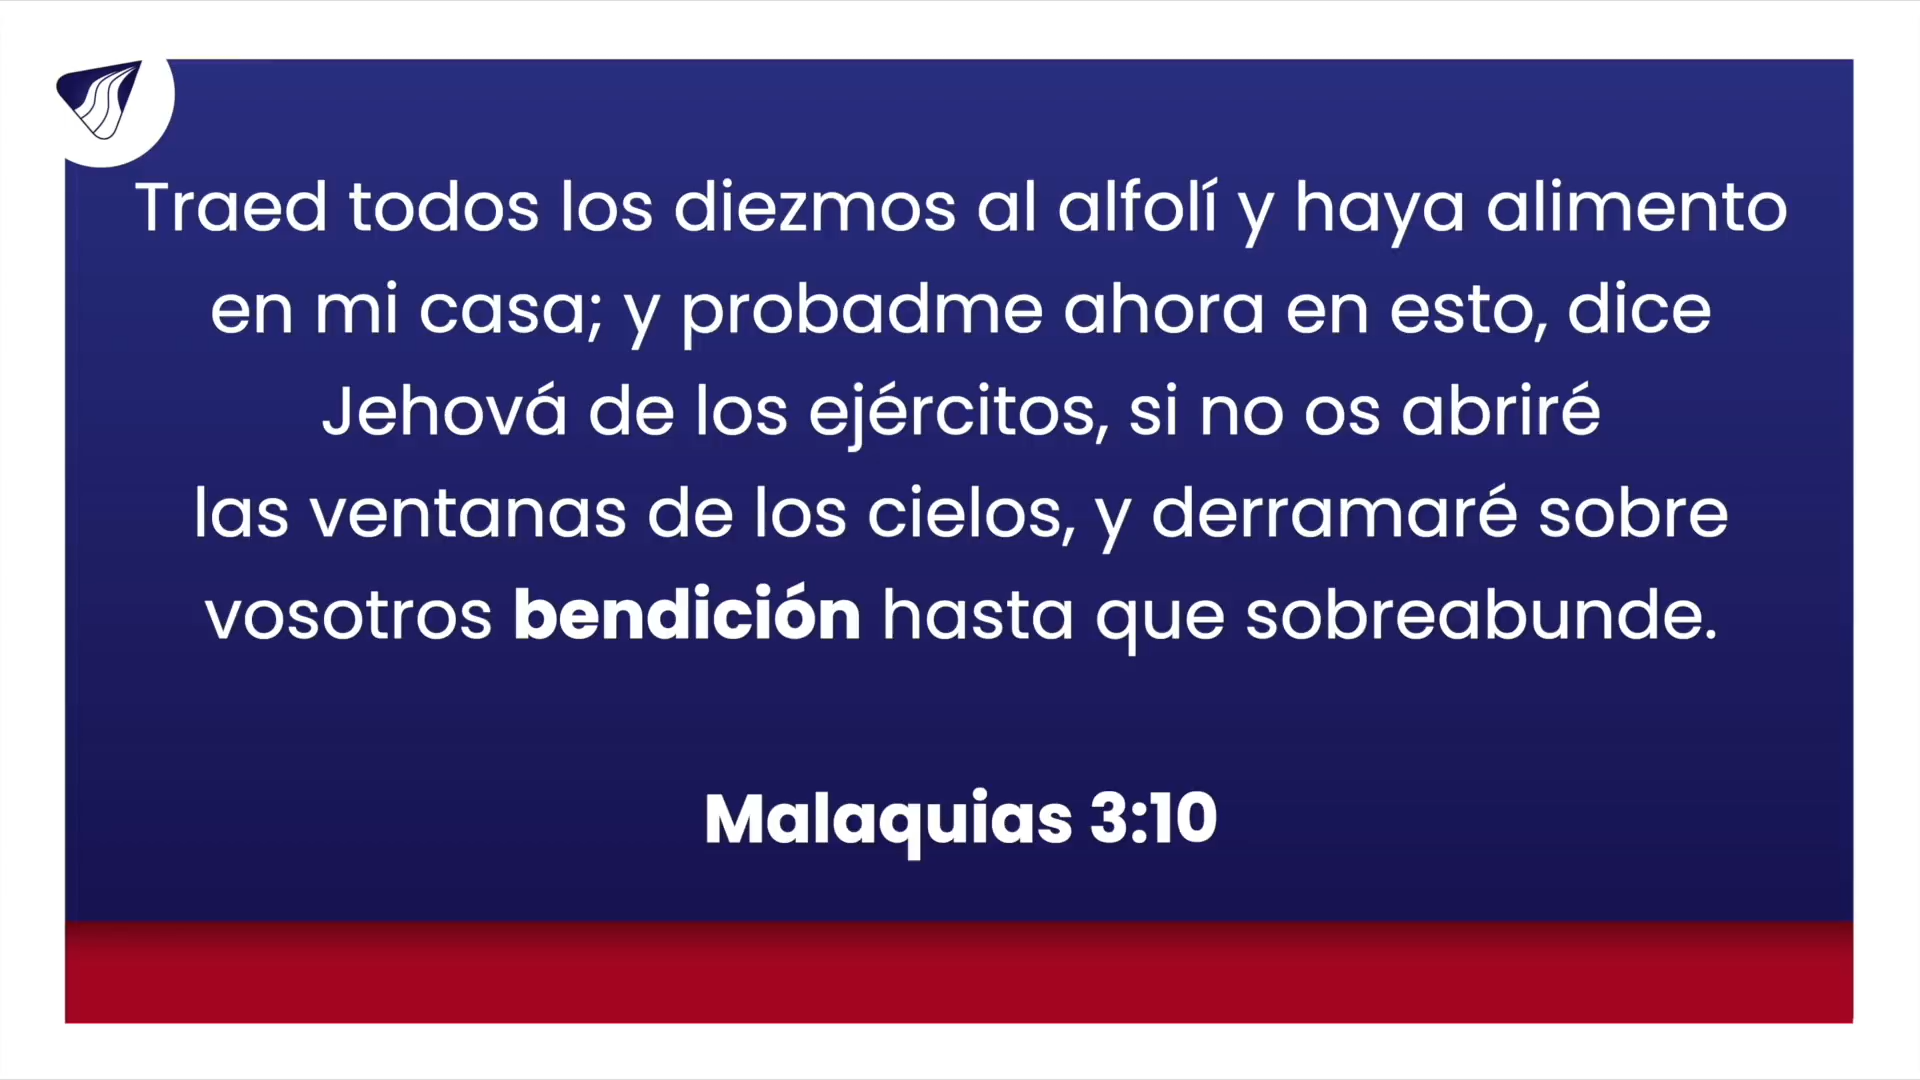 Traed todos los diezmos al alfolí y haya alimento
en mi casa; y probadme ahora en esto, dice
Jehová de los ejércitos, si no os abriré
las ventanas de los cielos, y derramaré sobre
vosotros bendición hasta que sobreabunde.
Malaquias 3:10